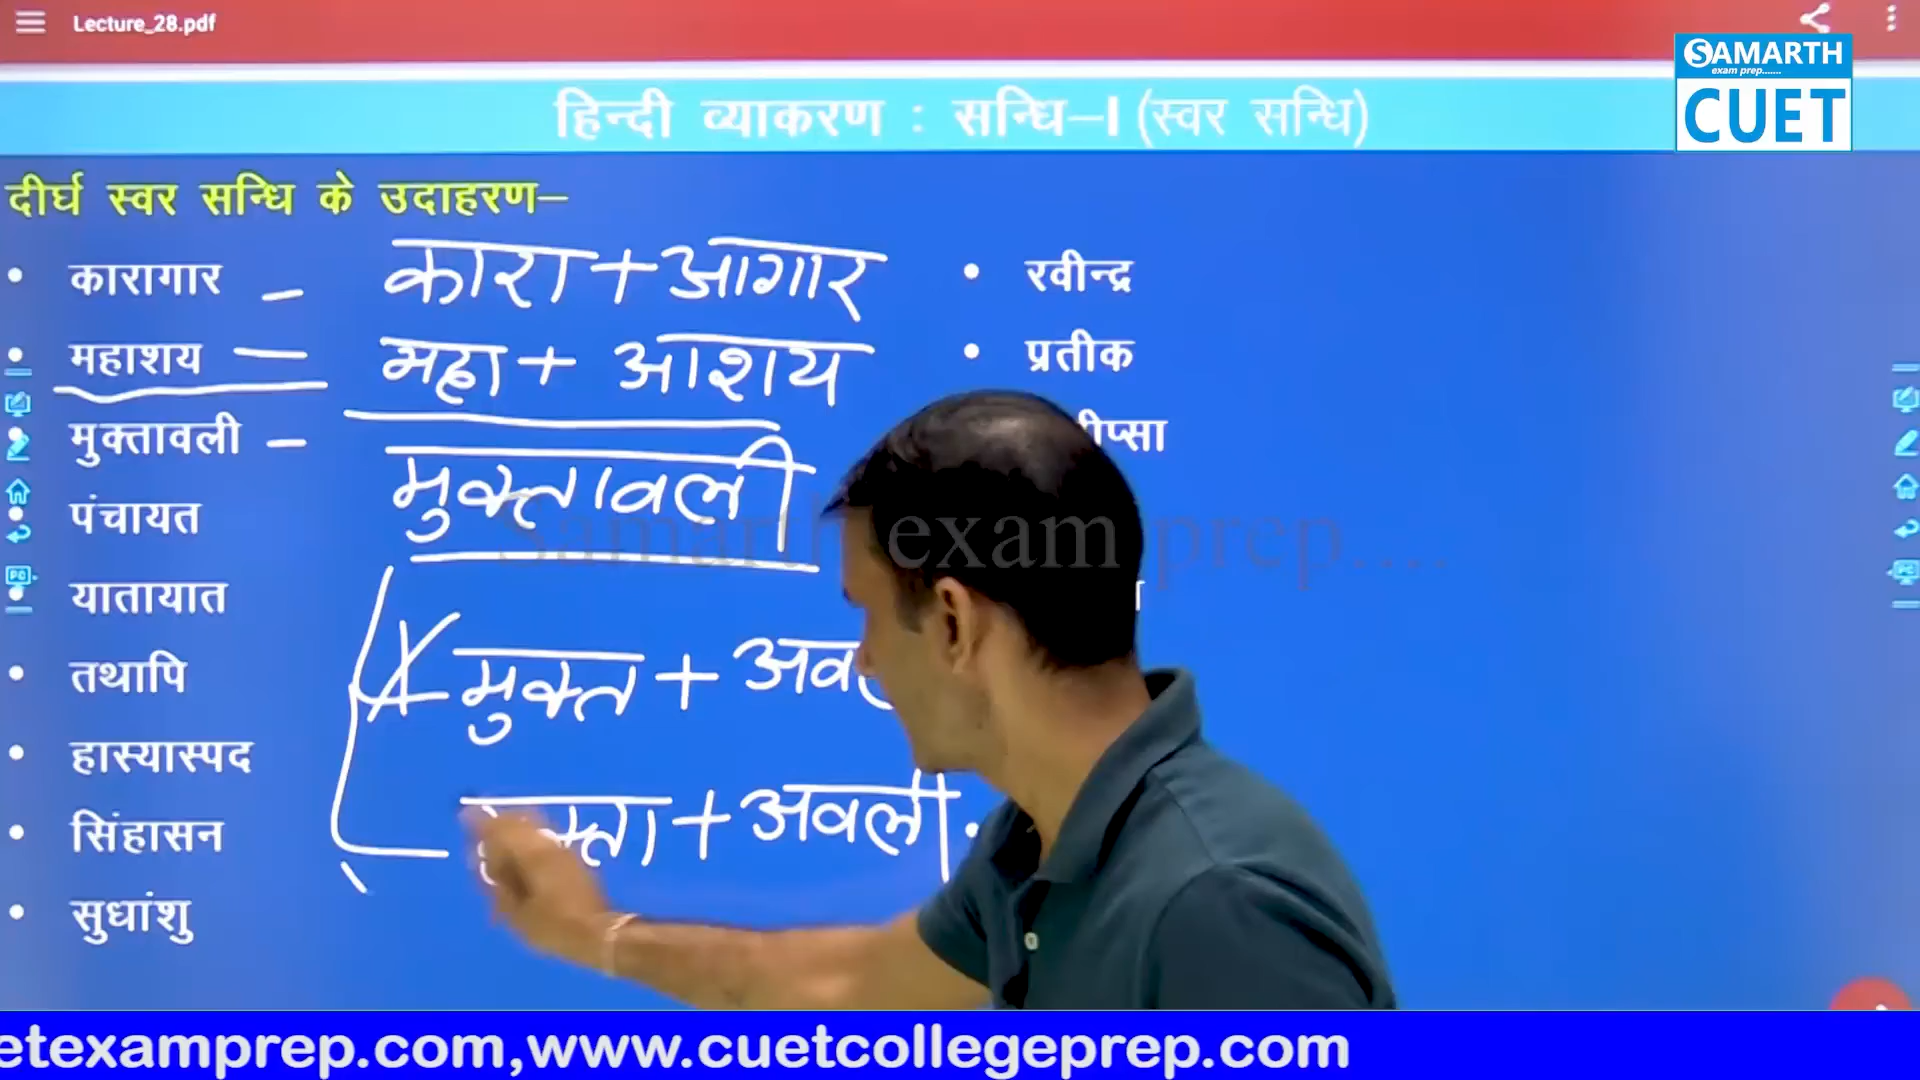 Lecture_28.pdf
SAMARTH
exam prep.......
CUET
हिन्दी व्याकरण : सन्धि–I (स्वर सन्धि)
दीर्घ स्वर सन्धि के उदाहरण–
• कारागार – कारा + आगार
• महाशय – महा + आशय
• मुक्तावली – मुक्तावली
• पंचायत
• यातायात
• तथापि
मुक्त +
• हास्यास्पद
• सिंहासन
+ अवली
• सुधांशु
• रवीन्द्र
• प्रतीक
Samarth exam prep....
etexamprep.com,www.cuetcollegeprep.com